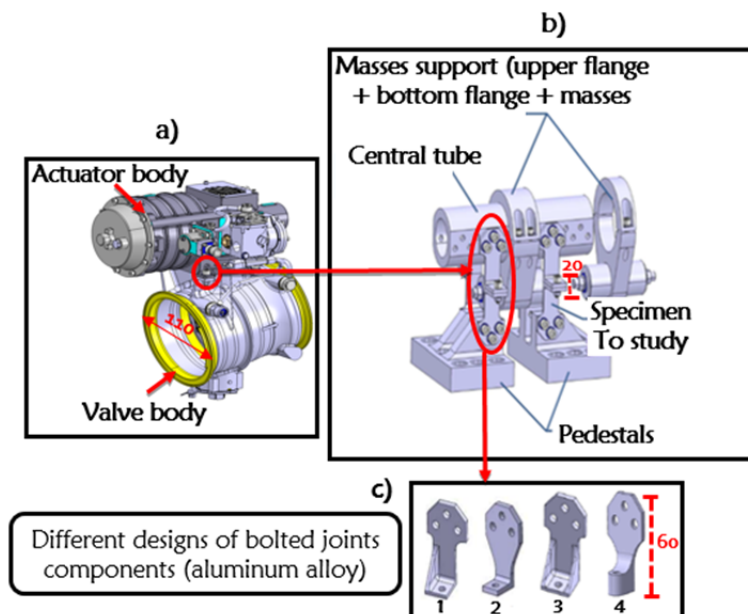 b)
Masses support (upper flange
+ bottom flange + masses
a)
Central tube
Actuator body
20
110
Specimen
To study
Valve body
Pedestals
c)
Different designs of bolted joints
components (aluminum alloy)
60
1 2 3 4